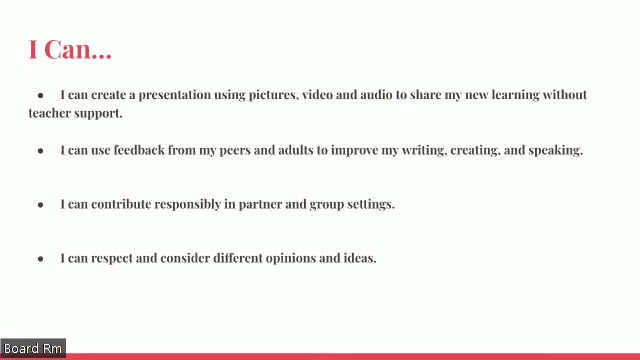 I Can...
● I can create a presentation using pictures, video and audio to share my new learning without
teacher support.
● I can use feedback from my peers and adults to improve my writing, creating, and speaking.
● I can contribute responsibly in partner and group settings.
● I can respect and consider different opinions and ideas.
Board Rm